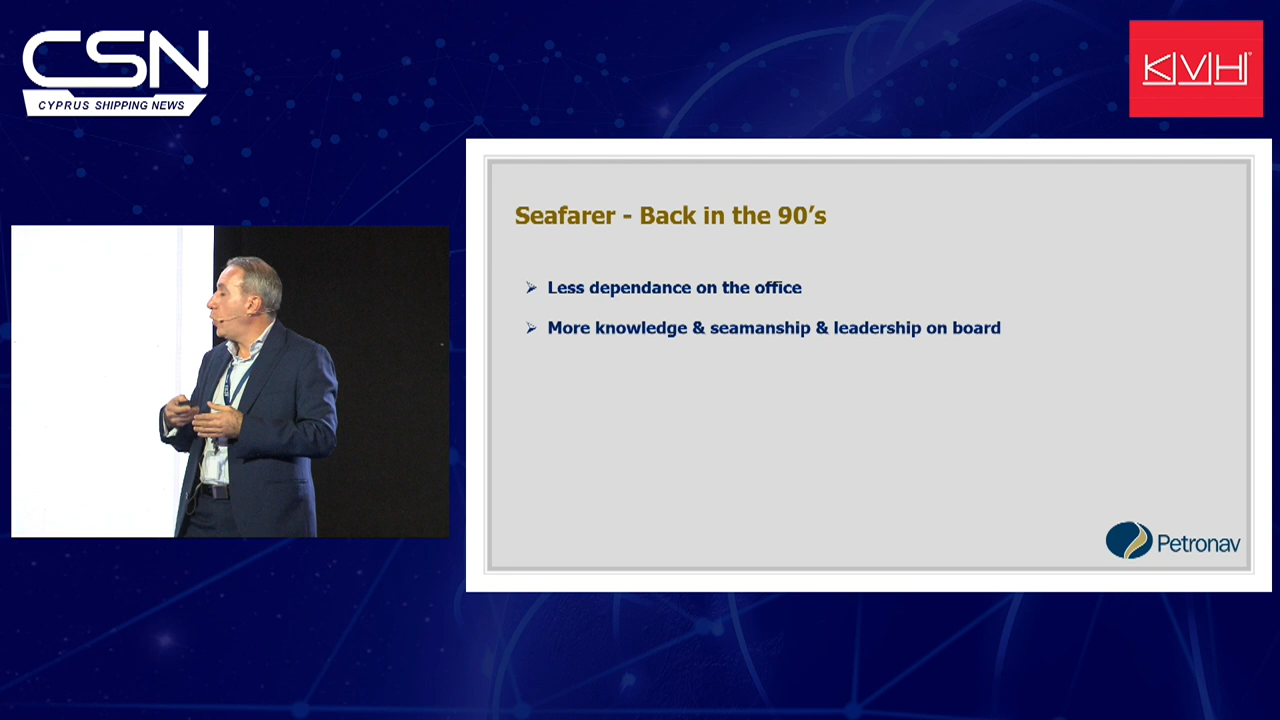 CSN
CYPRUS SHIPPING NEWS
KVH
Seafarer - Back in the 90's
Less dependance on the office
More knowledge & seamanship & leadership on board
Petronav